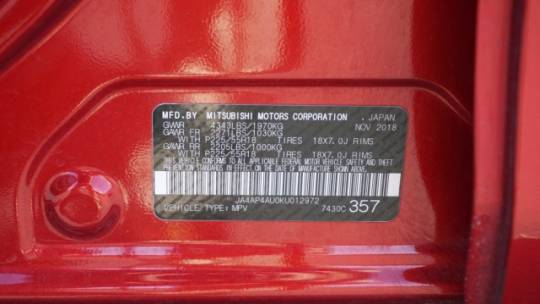 MFD.BY MITSUBISHI MOTORS CORPORATION , JAPAN
GVWR 4343LBS/1970KG NOV 2018
GAWR FR 2271LBS/1030KG
WITH P225/55R18 TIRES 18X7.0J RIMS
GAWR RR 2205LBS/1000KG
WITH P225/55R18 TIRES 18X7.0J RIMS
THIS VEHICLE CONFORMS TO ALL APPLICABLE FEDERAL MOTOR VEHICLE SAFETY AND THEFT
PREVENTION STANDARDS IN EFFECT ON THE DATE OF MANUFACTURE SHOWN ABOVE.
JA4AP4AU0KU012972
VEHICLE TYPE: MPV 7430C 357